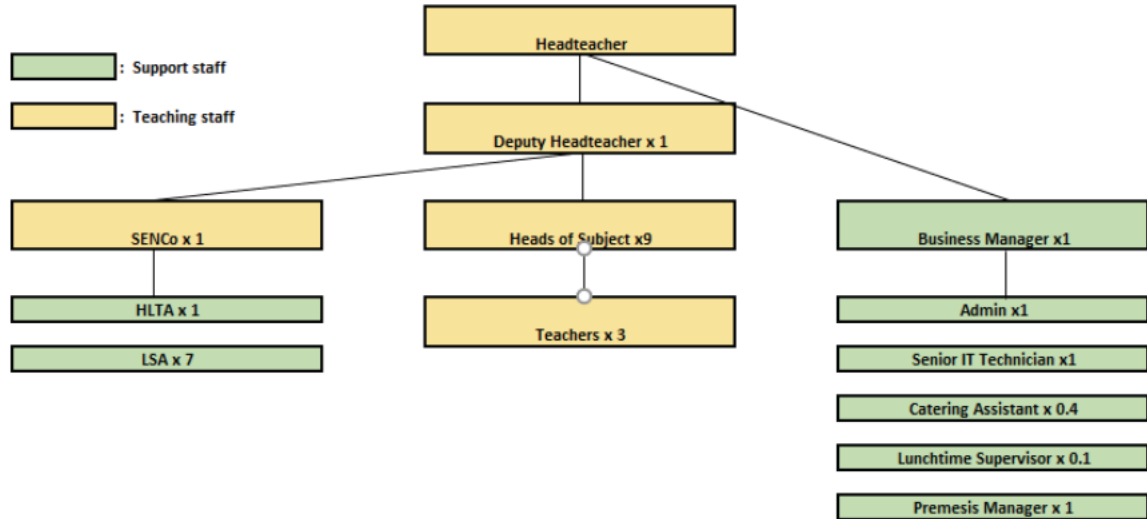 Headteacher
: Support staff
: Teaching staff
Deputy Headteacher x 1
SENCo x 1
Heads of Subject x9
Business Manager x1
HLTA x 1
LSA x 7
Teachers x 3
Admin x1
Senior IT Technician x1
Catering Assistant x 0.4
Lunchtime Supervisor x 0.1
Premesis Manager x 1